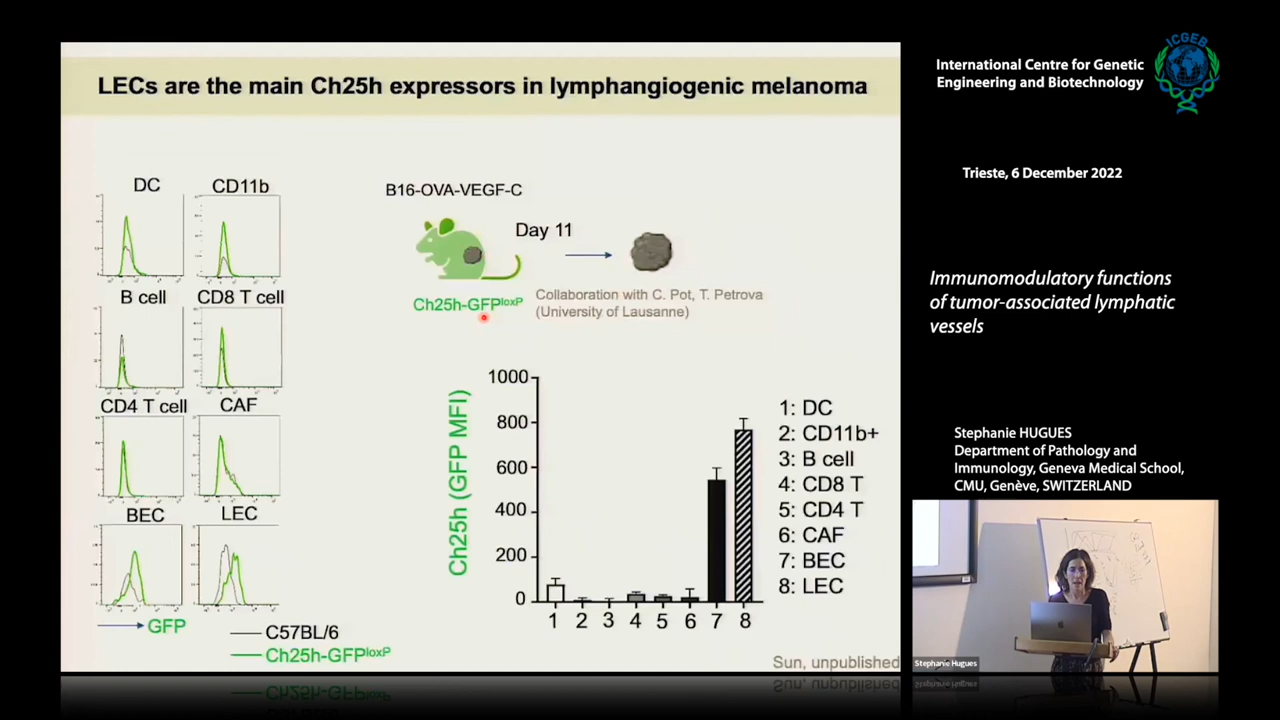 LECs are the main Ch25h expressors in lymphangiogenic melanoma
DC
CD11b
B cell
CD8 T cell
CD4 T cell
CAF
BEC
LEC
GFP
C57BL/6
Ch25h-GFPloxP
B16-OVA-VEGF-C
Day 11
Ch25h-GFPloxP
Collaboration with C. Pot, T. Petrova
(University of Lausanne)
Ch25h (GFP MFI)
1000
800
600
400
200
0
1 2 3 4 5 6 7 8
1: DC
2: CD11b+
3: B cell
4: CD8 T
5: CD4 T
6: CAF
7: BEC
8: LEC
Sun, unpublished
International Centre for Genetic
Engineering and Biotechnology
ICGEB
Trieste, 6 December 2022
Immunomodulatory functions
of tumor-associated lymphatic
vessels
Stephanie HUGUES
Department of Pathology and
Immunology, Geneva Medical School,
CMU, Genève, SWITZERLAND
Stephanie Hugues